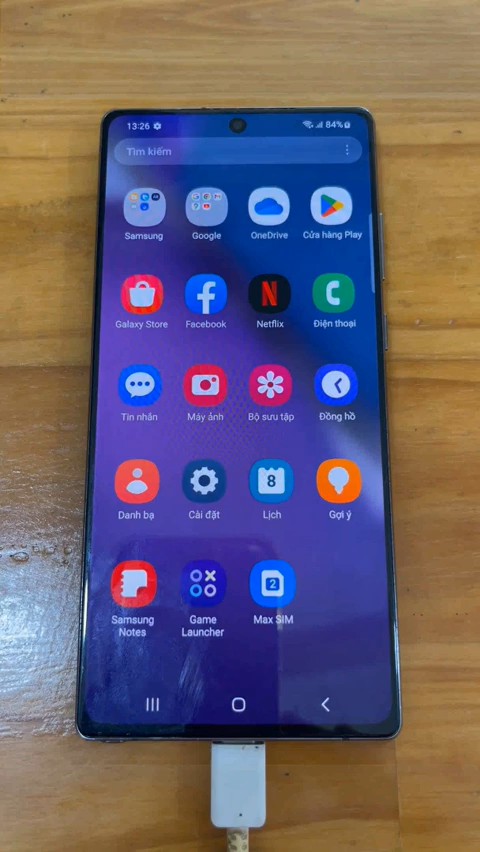 13:26
84%
Tìm kiếm
Samsung
Google
OneDrive
Cửa hàng Play
Galaxy Store
Facebook
N
Netflix
Điện thoại
Tin nhắn
Máy ảnh
Bộ sưu tập
Đồng hồ
Danh bạ
Cài đặt
8
Lịch
Gợi ý
Samsung
Notes
Game
Launcher
2
Max SIM